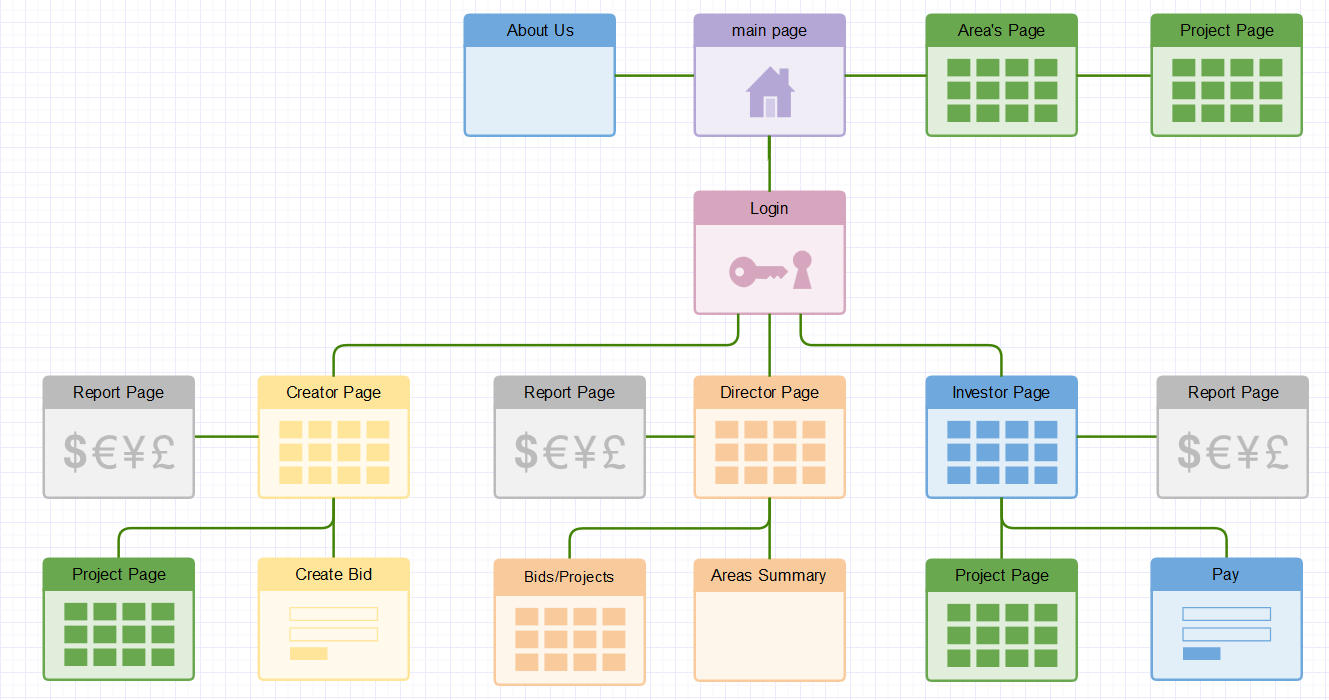 About Us
main page
Area's Page
Project Page
Login
Report Page
Creator Page
Report Page
Director Page
Investor Page
Report Page
$€¥£
$€¥£
$€¥£
Project Page
Create Bid
Bids/Projects
Areas Summary
Project Page
Pay